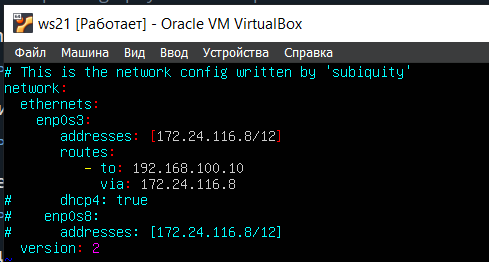 ws21 [Работает] - Oracle VM VirtualBox
Файл Машина Вид Ввод Устройства Справка
# This is the network config written by 'subiquity'
network:
  ethernets:
    enp0s3:
      addresses: [172.24.116.8/12]
      routes:
        - to: 192.168.100.10
          via: 172.24.116.8
#     dhcp4: true
#   enp0s8:
#     addresses: [172.24.116.8/12]
  version: 2